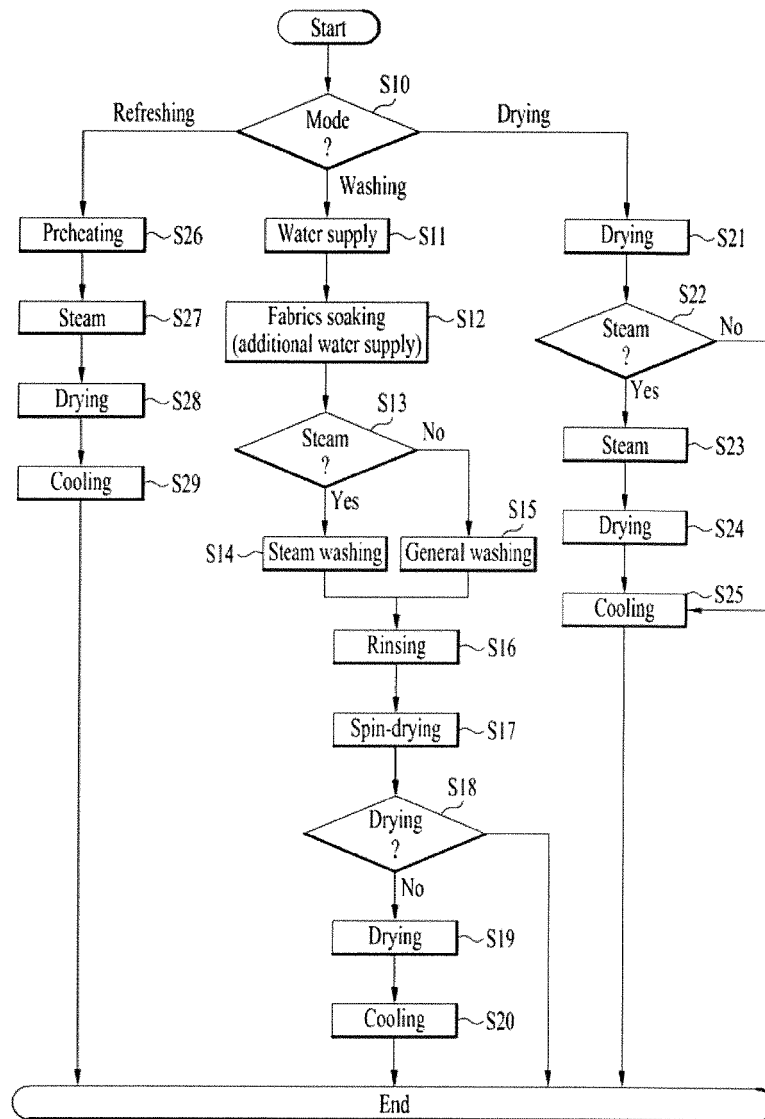 Start
S10
Refreshing
Mode
?
Drying
Washing
Preheating
S26
Water supply
S11
Drying
S21
Steam
S27
Fabrics soaking
(additional water supply)
S12
S22
Steam
?
No
Yes
Drying
S28
S13
Steam
?
No
Yes
Steam
S23
Cooling
S29
S14
Steam washing
S15
General washing
Drying
S24
S25
Cooling
Rinsing
S16
Spin-drying
S17
S18
Drying
?
No
Drying
S19
Cooling
S20
End